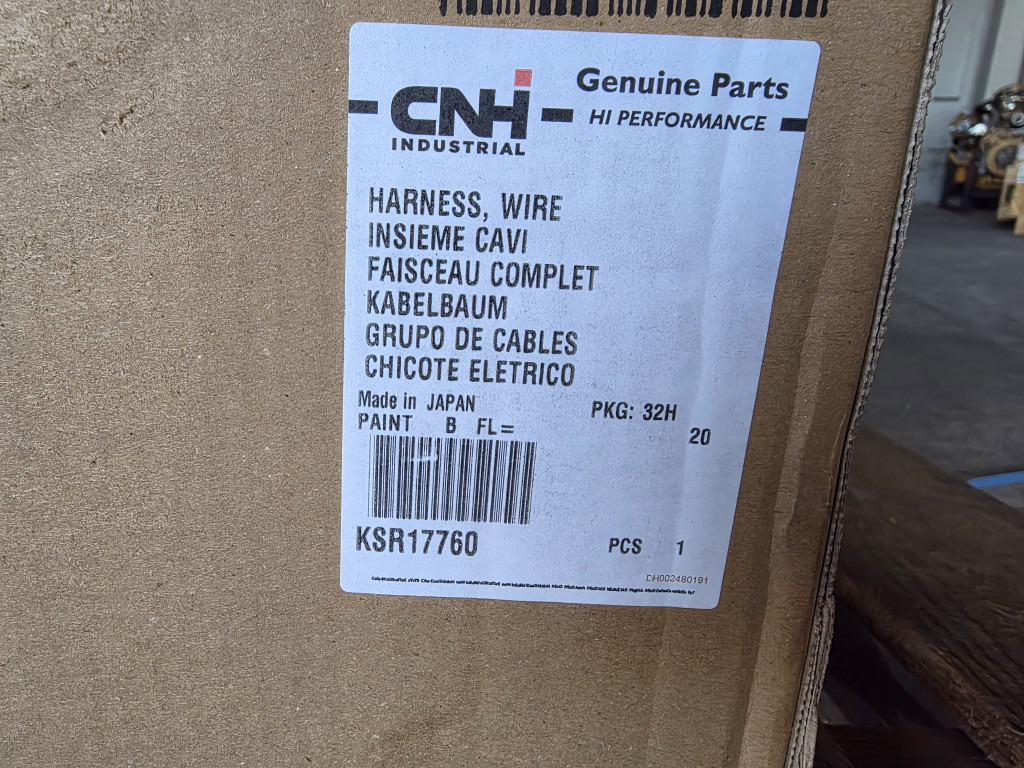 CNH
INDUSTRIAL
Genuine Parts
HI PERFORMANCE
HARNESS, WIRE
INSIEME CAVI
FAISCEAU COMPLET
KABELBAUM
GRUPO DE CABLES
CHICOTE ELETRICO
Made in JAPAN
PKG: 32H
PAINT B FL=
20
KSR17760
PCS 1
DH002480191